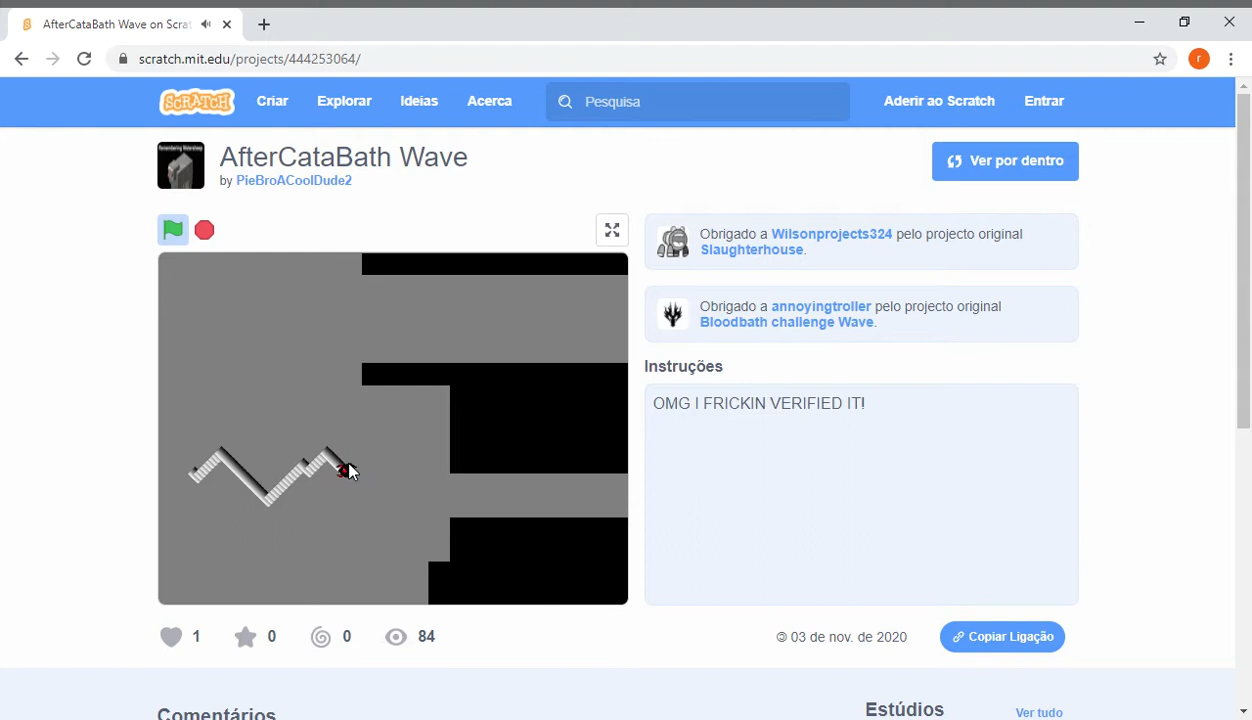 AfterCataBath Wave on Scra
scratch.mit.edu/projects/444253064/
r
SCRATCH
Criar
Explorar
Ideias
Acerca
Pesquisa
Aderir ao Scratch
Entrar
AfterCataBath Wave
by PieBroACoolDude2
Ver por dentro
Obrigado a Wilsonprojects324 pelo projecto original
Slaughterhouse.
Obrigado a annoyingtroller pelo projecto original
Bloodbath challenge Wave.
Instruções
OMG I FRICKIN VERIFIED IT!
1
0
0
84
© 03 de nov. de 2020
Copiar Ligação
Comentários
Estúdios
Ver tudo